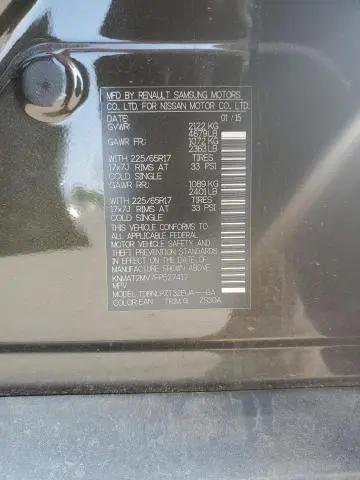 MFD BY RENAULT SAMSUNG MOTORS
CO. LTD. FOR NISSAN MOTOR CO., LTD.
DATE: 01 / 15
GVWR: 2122 KG
4679 LB
GAWR FR: 1072 KG
2363 LB
WITH 225/65R17 TIRES
17x7J RIMS AT 33 PSI
COLD SINGLE
GAWR RR: 1089 KG
2401 LB
WITH 225/65R17 TIRES
17x7J RIMS AT 33 PSI
COLD SINGLE
THIS VEHICLE CONFORMS TO
ALL APPLICABLE FEDERAL
MOTOR VEHICLE SAFETY AND
BUMPER STANDARDS IN
EFFECT ON THE DATE OF
MANUFACTURE SHOWN ABOVE.
KNMAT2MV7FP527412
MPV
MODEL:
COLOR:EAN TRIM:G